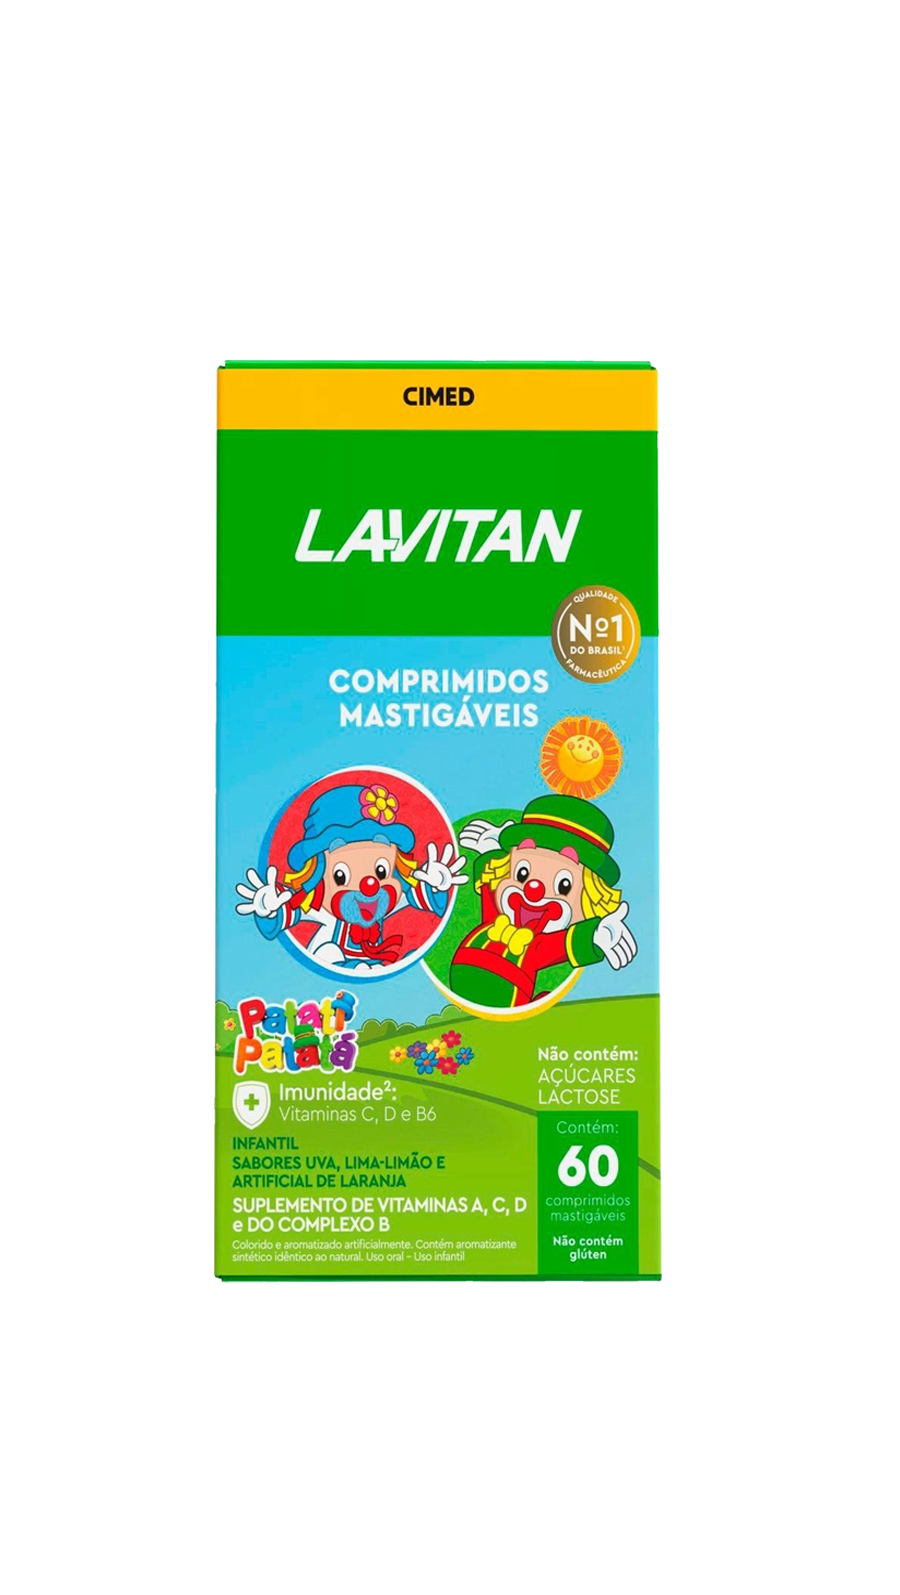 CIMED
LAVITAN
QUALIDADE
Nº1
DO BRASIL¹
FARMACÊUTICA
COMPRIMIDOS
MASTIGÁVEIS
Patati
Patatá
Não contém:
AÇÚCARES
LACTOSE
Imunidade²:
Vitaminas C, D e B6
INFANTIL
SABORES UVA, LIMA-LIMÃO E
ARTIFICIAL DE LARANJA
SUPLEMENTO DE VITAMINAS A, C, D
e DO COMPLEXO B
Colorido e aromatizado artificialmente. Contém aromatizante
sintético idêntico ao natural. Uso oral – Uso infantil
Contém:
60
comprimidos
mastigáveis
Não contém
glúten